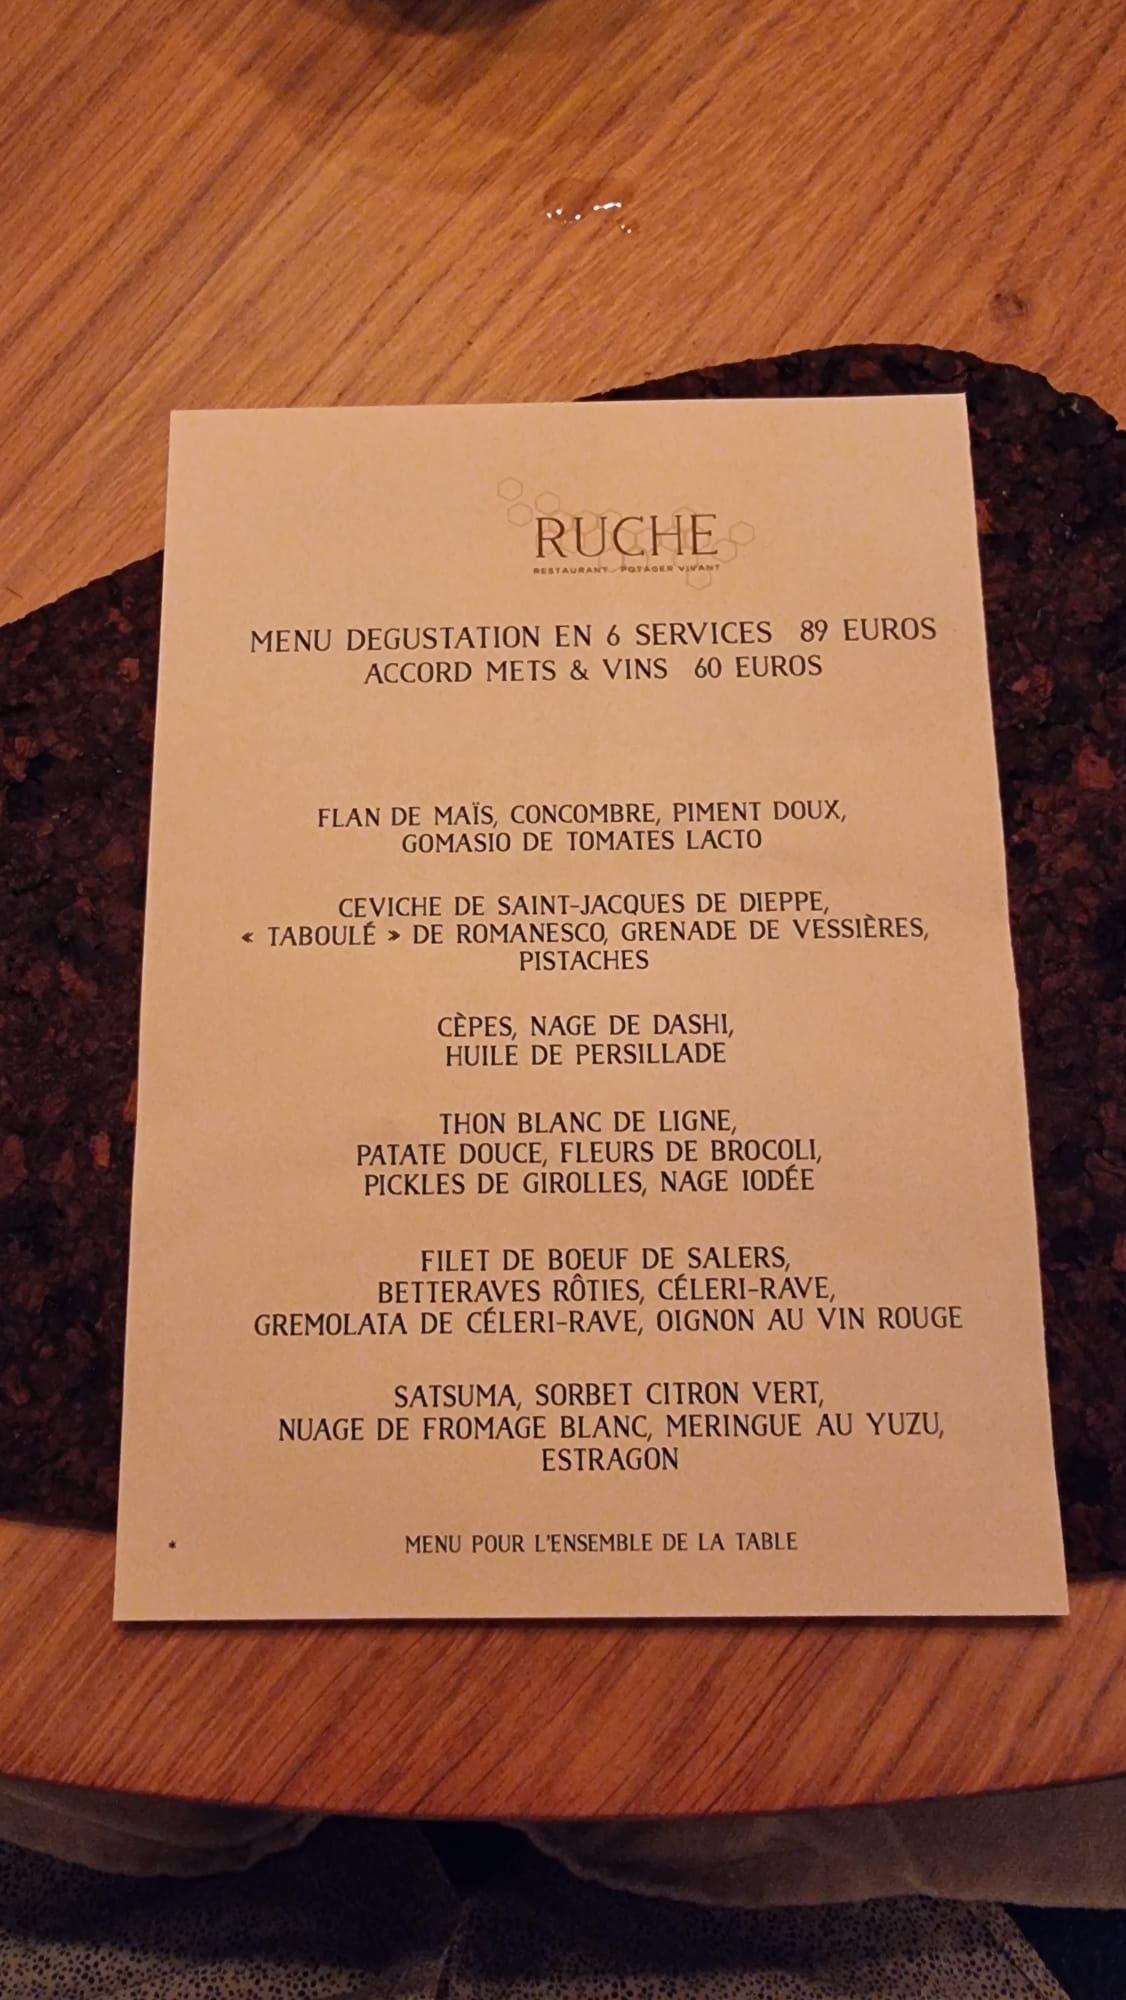 RUCHE
RESTAURANT POTAGER VIVANT
MENU DEGUSTATION EN 6 SERVICES 89 EUROS
ACCORD METS & VINS 60 EUROS
FLAN DE MAÏS, CONCOMBRE, PIMENT DOUX,
GOMASIO DE TOMATES LACTO
CEVICHE DE SAINT-JACQUES DE DIEPPE,
« TABOULÉ » DE ROMANESCO, GRENADE DE VESSIÈRES,
PISTACHES
CÈPES, NAGE DE DASHI,
HUILE DE PERSILLADE
THON BLANC DE LIGNE,
PATATE DOUCE, FLEURS DE BROCOLI,
PICKLES DE GIROLLES, NAGE IODÉE
FILET DE BOEUF DE SALERS,
BETTERAVES RÔTIES, CÉLERI-RAVE,
GREMOLATA DE CÉLERI-RAVE, OIGNON AU VIN ROUGE
SATSUMA, SORBET CITRON VERT,
NUAGE DE FROMAGE BLANC, MERINGUE AU YUZU,
ESTRAGON
* MENU POUR L'ENSEMBLE DE LA TABLE